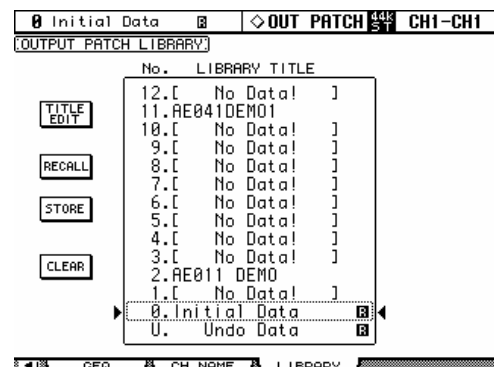 0 Initial Data R ◇OUT PATCH 44k ST CH1-CH1
OUTPUT PATCH LIBRARY
No. LIBRARY TITLE
12.[ No Data! ]
TITLE EDIT
11.AE041DEMO1
10.[ No Data! ]
9.[ No Data! ]
RECALL
8.[ No Data! ]
7.[ No Data! ]
STORE
6.[ No Data! ]
5.[ No Data! ]
4.[ No Data! ]
CLEAR
3.[ No Data! ]
2.AE011 DEMO
1.[ No Data! ]
0.Initial Data R
U. Undo Data R
CH NAME LIBRARY